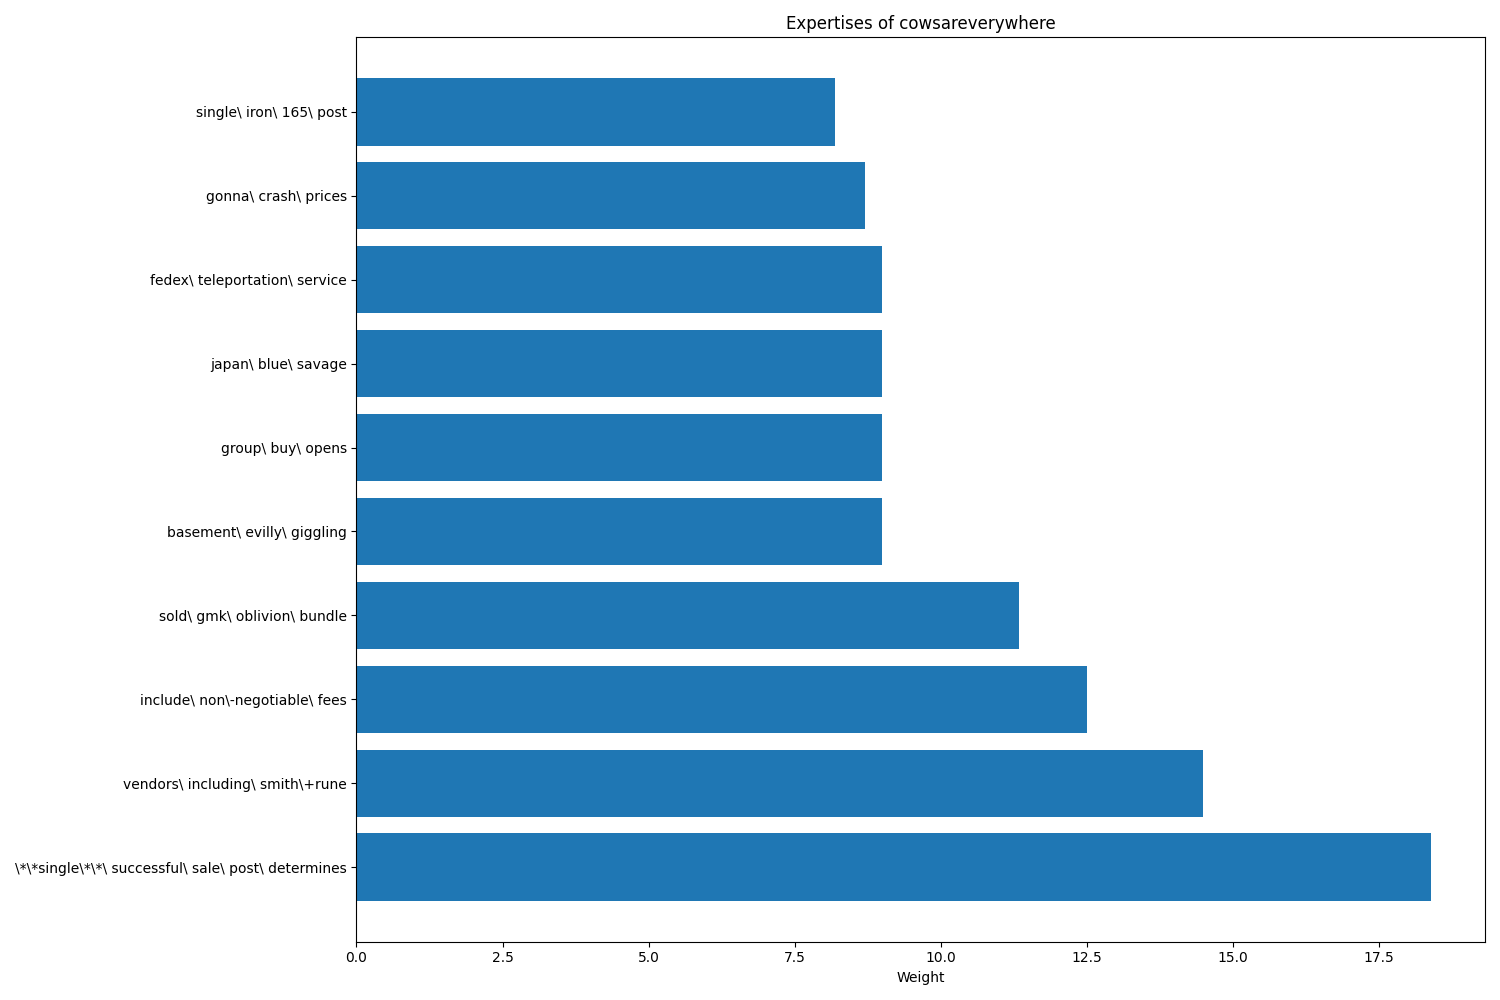 Expertises of cowsareverywhere
single\ iron\ 165\ post
gonna\ crash\ prices
fedex\ teleportation\ service
japan\ blue\ savage
group\ buy\ opens
basement\ evilly\ giggling
sold\ gmk\ oblivion\ bundle
include\ non\-negotiable\ fees
vendors\ including\ smith\+rune
\*\*single\*\*\ successful\ sale\ post\ determines
0.0 2.5 5.0 7.5 10.0 12.5 15.0 17.5
Weight